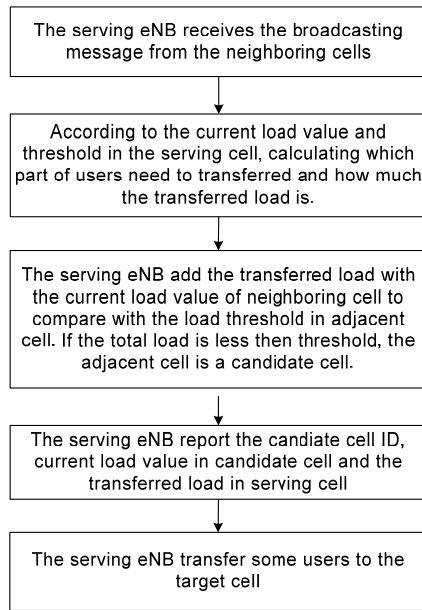 The serving eNB receives the broadcasting
message from the neighboring cells
According to the current load value and
threshold in the serving cell, calculating which
part of users need to transferred and how much
the transferred load is.
The serving eNB add the transferred load with
the current load value of neighboring cell to
compare with the load threshold in adjacent
cell. If the total load is less then threshold, the
adjacent cell is a candidate cell.
The serving eNB report the candiate cell ID,
current load value in candidate cell and the
transferred load in serving cell
The serving eNB transfer some users to the
target cell